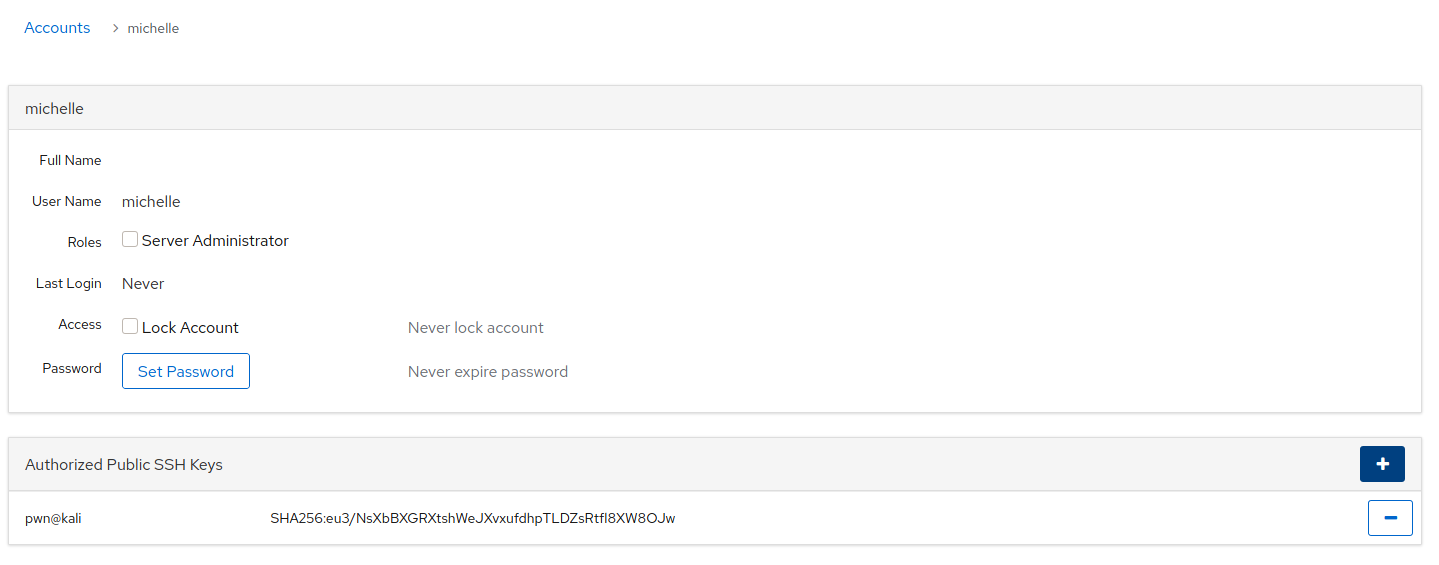 Accounts > michelle
michelle
Full Name
User Name michelle
Roles Server Administrator
Last Login Never
Access Lock Account Never lock account
Password Set Password Never expire password
Authorized Public SSH Keys
pwn@kali SHA256:eu3/NsXbBXGRXtshWeJXvxufdhpTLDZsRtfl8XW8OJw